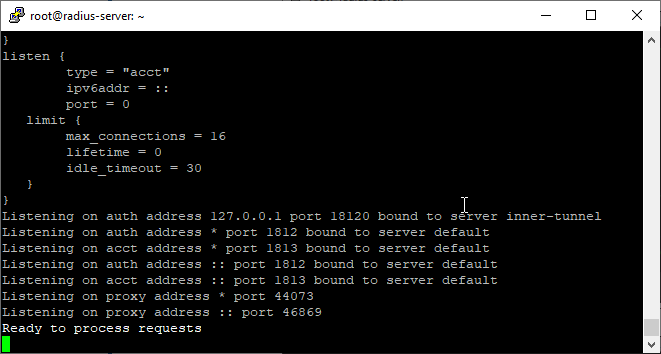 root@radius-server: ~
}
listen {
        type = "acct"
        ipv6addr = ::
        port = 0
   limit {
        max_connections = 16
        lifetime = 0
        idle_timeout = 30
   }
}
Listening on auth address 127.0.0.1 port 18120 bound to server inner-tunnel
Listening on auth address * port 1812 bound to server default
Listening on acct address * port 1813 bound to server default
Listening on auth address :: port 1812 bound to server default
Listening on acct address :: port 1813 bound to server default
Listening on proxy address * port 44073
Listening on proxy address :: port 46869
Ready to process requests